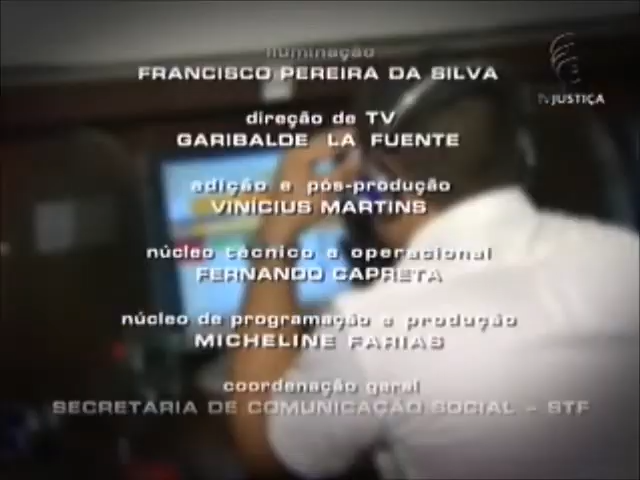 iluminação
FRANCISCO PEREIRA DA SILVA
TV JUSTIÇA
direção de TV
GARIBALDE LA FUENTE
edição e pós-produção
VINÍCIUS MARTINS
núcleo técnico e operacional
FERNANDO CAPRETA
núcleo de programação e produção
MICHELINE FARIAS
coordenação geral
SECRETARIA DE COMUNICAÇÃO SOCIAL - STF